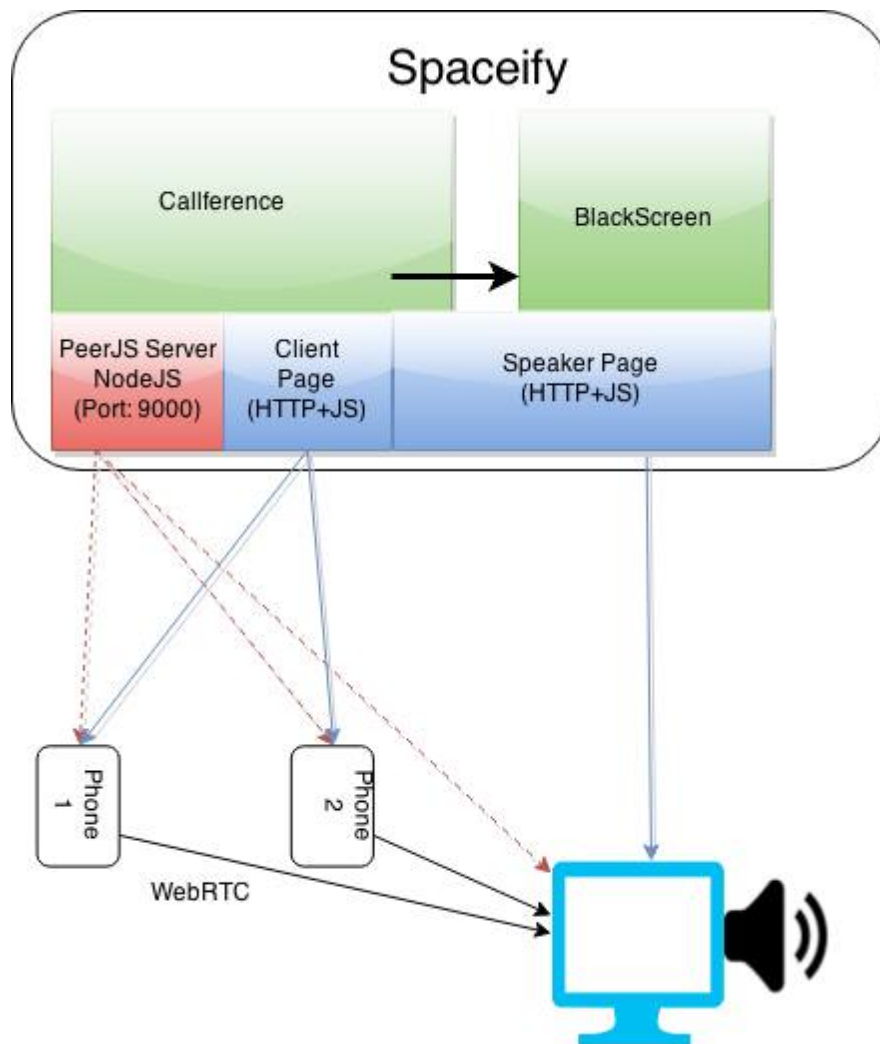 Spaceify
Callference
BlackScreen
PeerJS Server
NodeJS
(Port: 9000)
Client
Page
(HTTP+JS)
Speaker Page
(HTTP+JS)
Phone
1
Phone
2
WebRTC